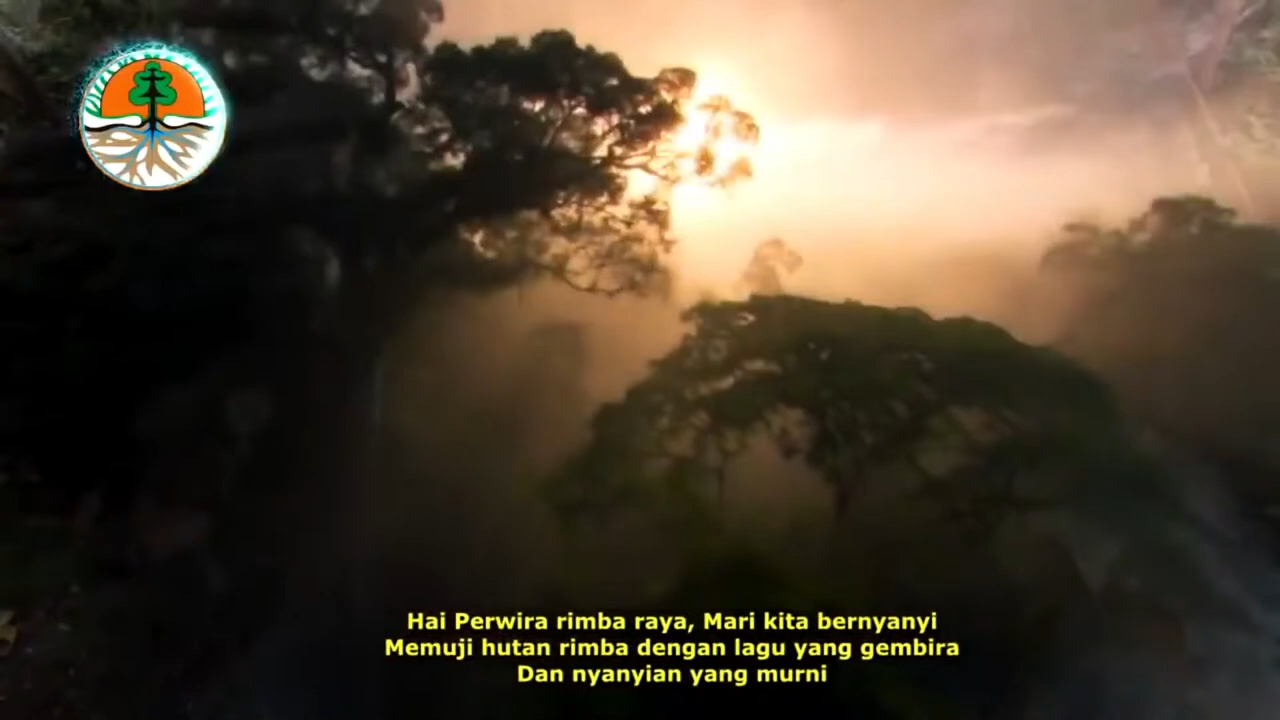 Hai Perwira rimba raya, Mari kita bernyanyi
Memuji hutan rimba dengan lagu yang gembira
Dan nyanyian yang murni